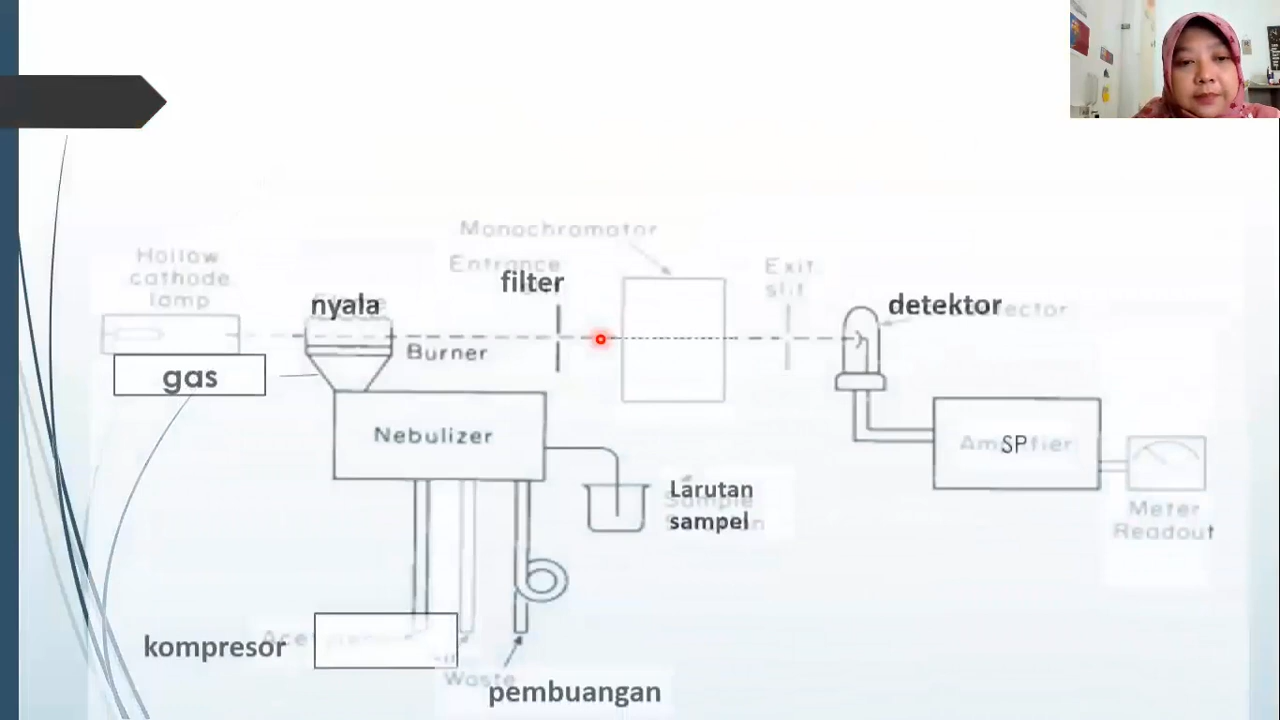 Monochromator
Hollow
cathode
lamp
Entrance
filter
Exit
slit
nyala
detektor
gas
Burner
Nebulizer
SP
Larutan
sampel
Meter
Readout
kompresor
Waste
pembuangan